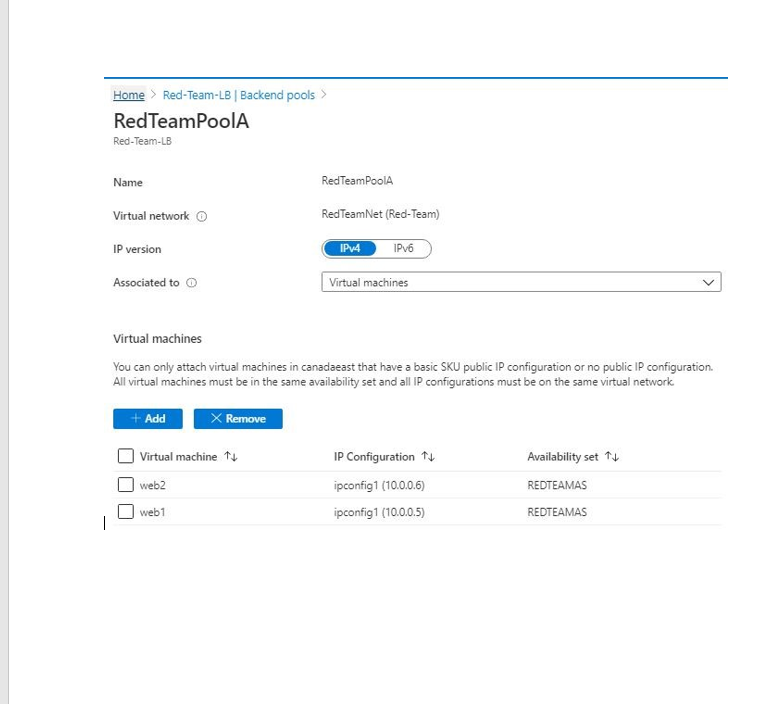 Home > Red-Team-LB | Backend pools >
RedTeamPoolA
Red-Team-LB
Name RedTeamPoolA
Virtual network RedTeamNet (Red-Team)
IP version IPv4 IPv6
Associated to Virtual machines
Virtual machines
You can only attach virtual machines in canadaeast that have a basic SKU public IP configuration or no public IP configuration.
All virtual machines must be in the same availability set and all IP configurations must be on the same virtual network.
+ Add × Remove
Virtual machine ↑↓ IP Configuration ↑↓ Availability set ↑↓
web2 ipconfig1 (10.0.0.6) REDTEAMAS
web1 ipconfig1 (10.0.0.5) REDTEAMAS